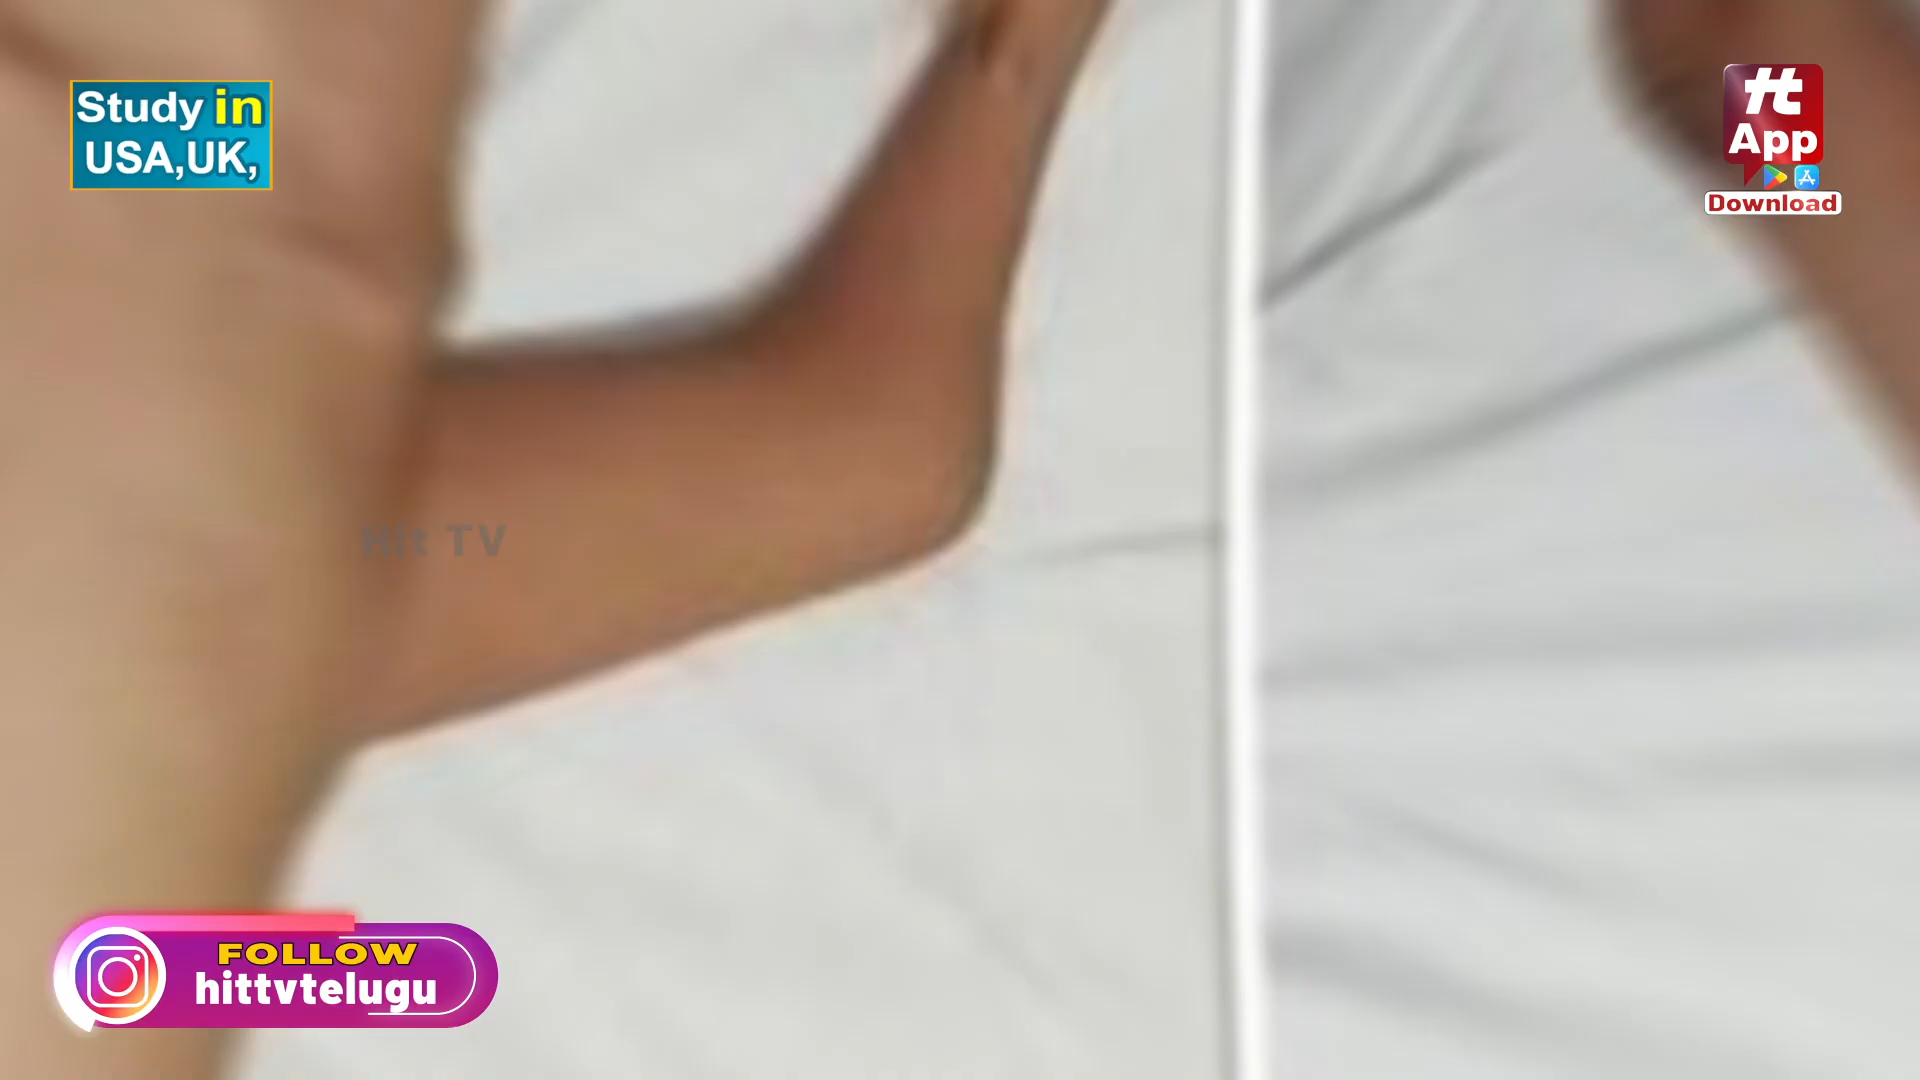 Study in
USA,UK,
App
Download
Hit TV
FOLLOW
hittvtelugu